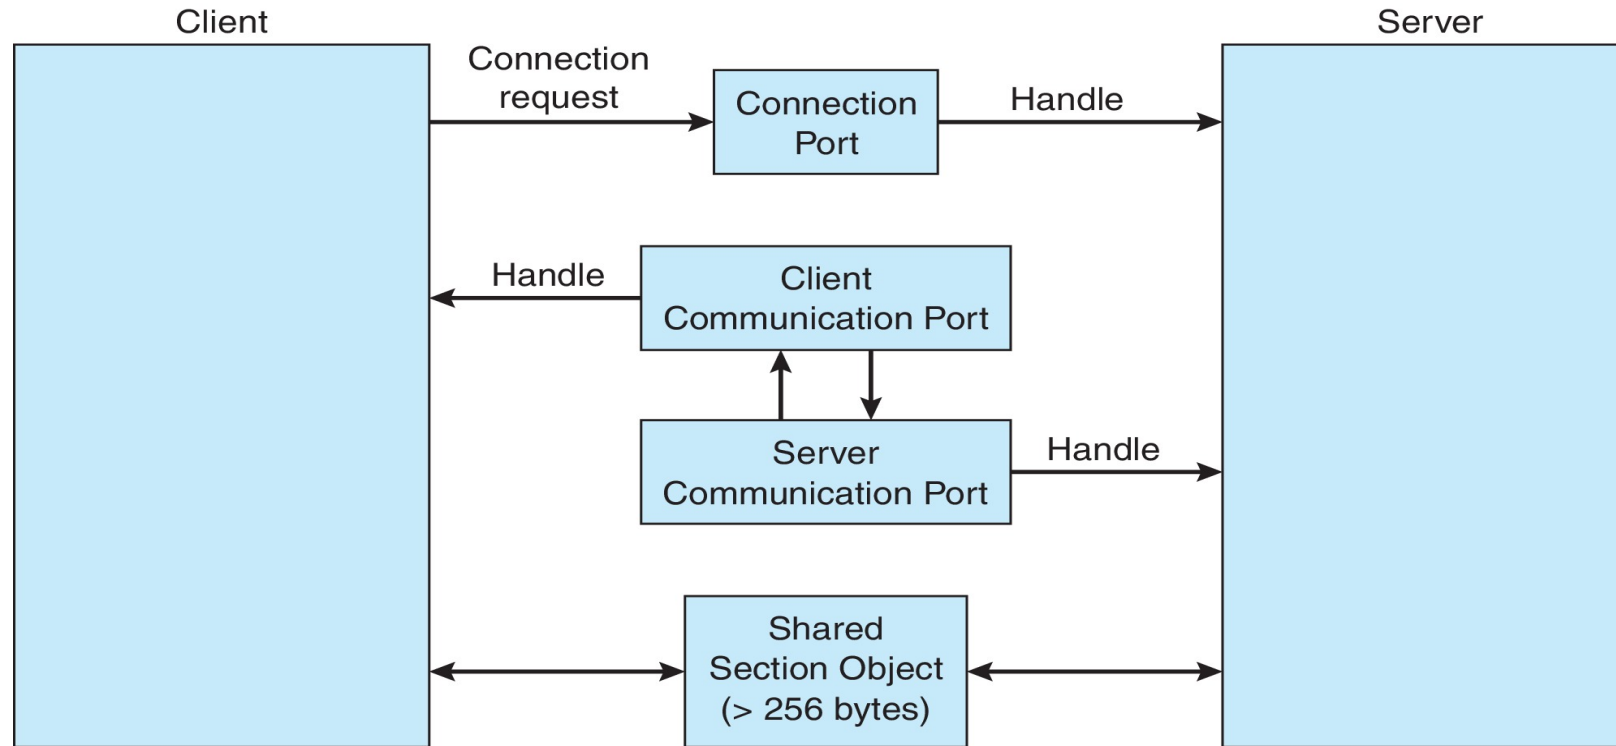 Client
Server
Connection
request
Connection
Port
Handle
Handle
Client
Communication Port
Server
Communication Port
Handle
Shared
Section Object
(> 256 bytes)